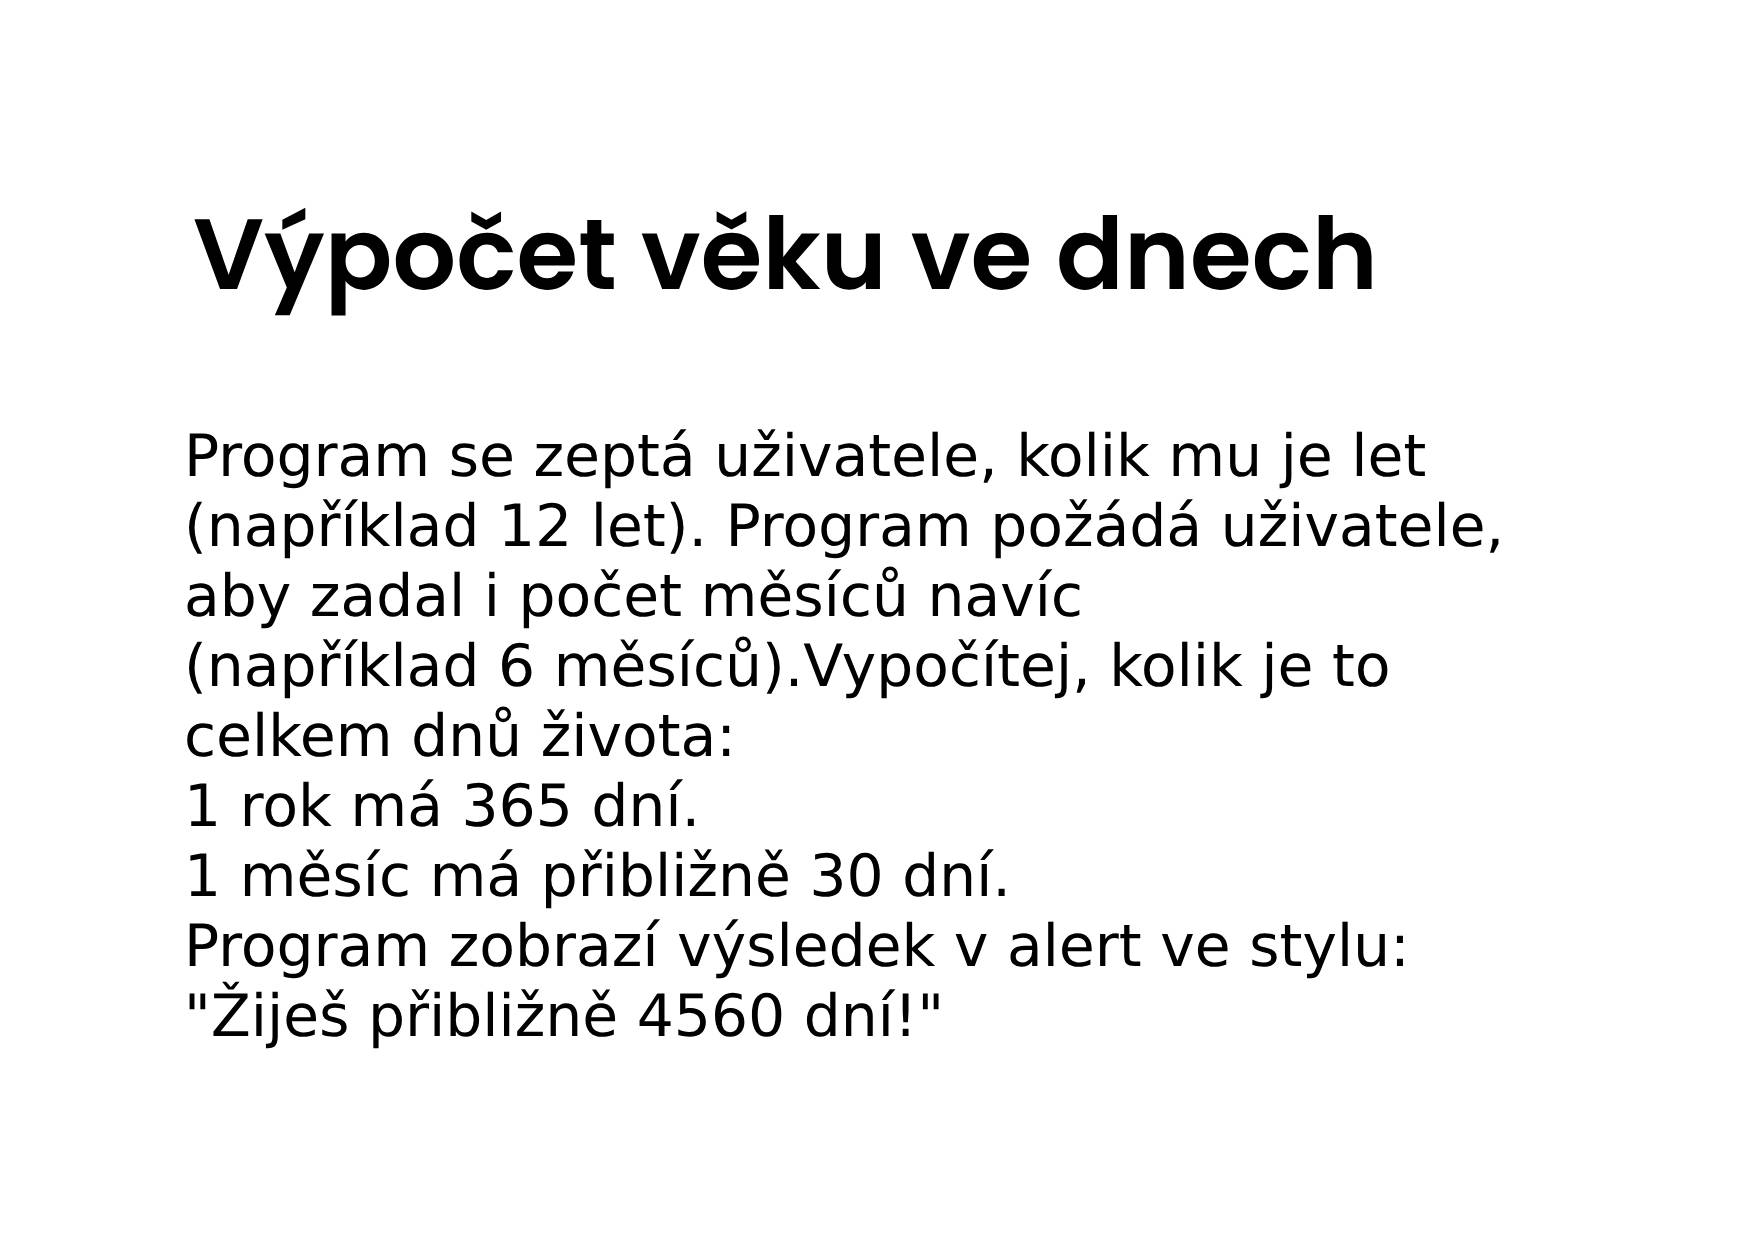 Výpočet věku ve dnech
Program se zeptá uživatele, kolik mu je let
(například 12 let). Program požádá uživatele,
aby zadal i počet měsíců navíc
(například 6 měsíců).Vypočítej, kolik je to
celkem dnů života:
1 rok má 365 dní.
1 měsíc má přibližně 30 dní.
Program zobrazí výsledek v alert ve stylu:
"Žiješ přibližně 4560 dní!"